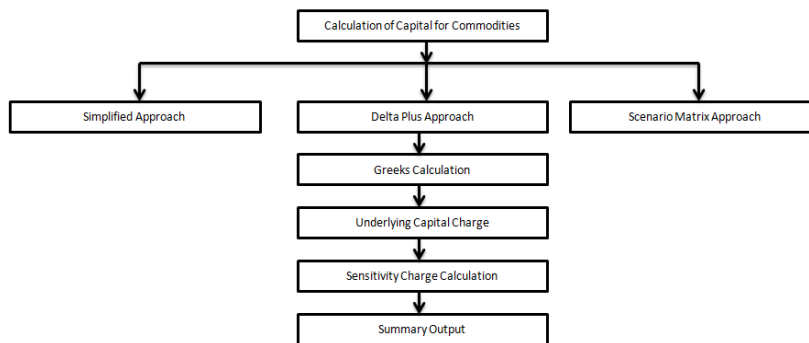 Calculation of Capital for Commodities
Simplified Approach
Delta Plus Approach
Scenario Matrix Approach
Greeks Calculation
Underlying Capital Charge
Sensitivity Charge Calculation
Summary Output